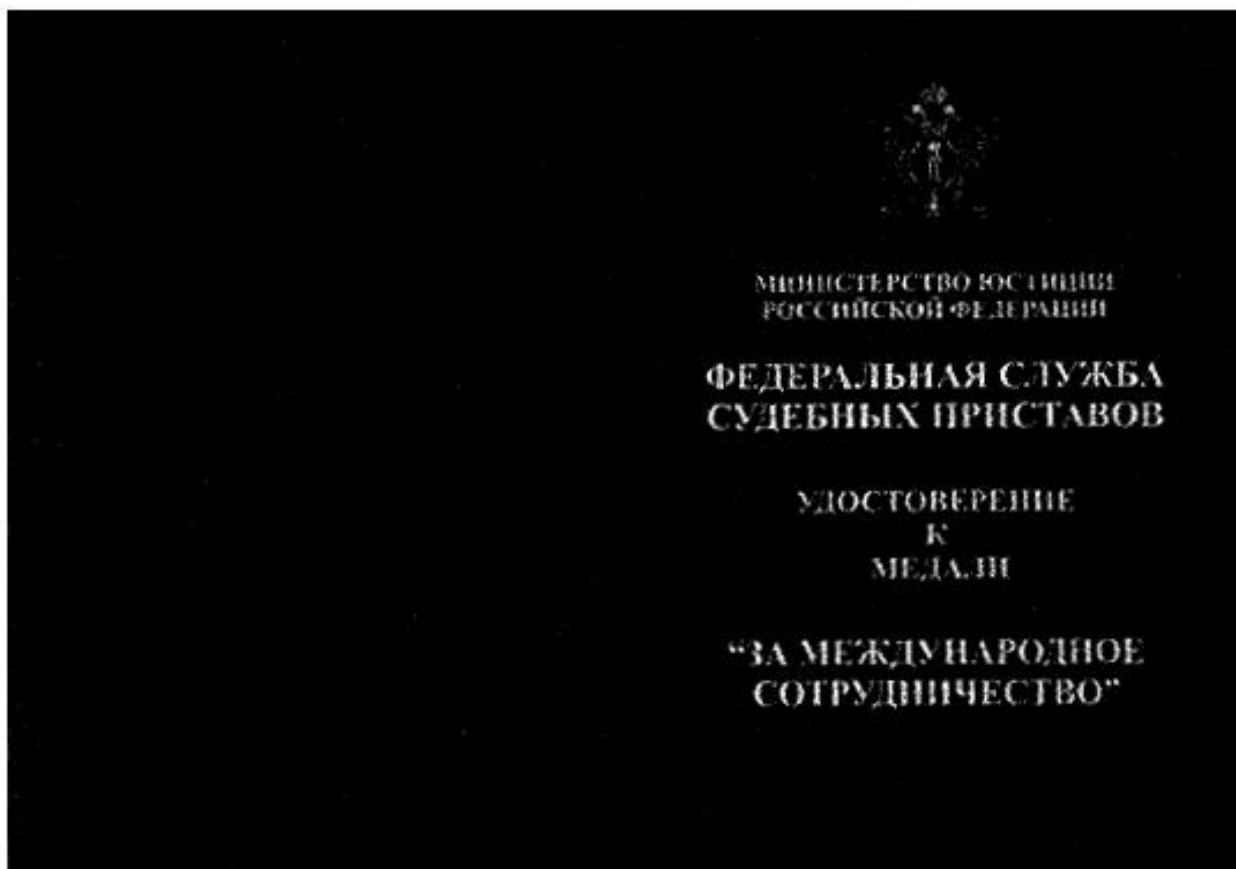 МИНИСТЕРСТВО ЮСТИЦИИ
РОССИЙСКОЙ ФЕДЕРАЦИИ
ФЕДЕРАЛЬНАЯ СЛУЖБА
СУДЕБНЫХ ПРИСТАВОВ
УДОСТОВЕРЕНИЕ
К
МЕДАЛИ
“ЗА МЕЖДУНАРОДНОЕ
СОТРУДНИЧЕСТВО”